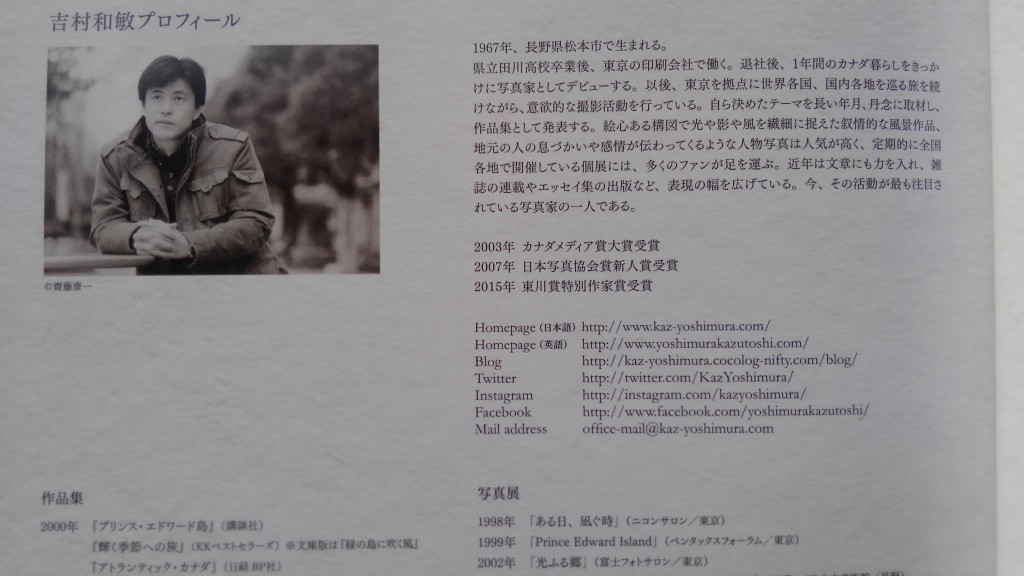 吉村和敏プロフィール
©齋藤康一
1967年、長野県松本市で生まれる。
県立田川高校卒業後、東京の印刷会社で働く。退社後、1年間のカナダ暮らしをきっか
けに写真家としてデビューする。以後、東京を拠点に世界各国、国内各地を巡る旅を続
けながら、意欲的な撮影活動を行っている。自ら決めたテーマを長い年月、丹念に取材し、
作品集として発表する。絵心ある構図で光や影や風を繊細に捉えた叙情的な風景作品、
地元の人の息づかいや感情が伝わってくるような人物写真は人気が高く、定期的に全国
各地で開催している個展には、多くのファンが足を運ぶ。近年は文章にも力を入れ、雑
誌の連載やエッセイ集の出版など、表現の幅を広げている。今、その活動が最も注目さ
れている写真家の一人である。
2003年 カナダメディア賞大賞受賞
2007年 日本写真協会賞新人賞受賞
2015年 東川賞特別作家賞受賞
Homepage (日本語) http://www.kaz-yoshimura.com/
Homepage (英語) http://www.yoshimurakazutoshi.com/
Blog http://kaz-yoshimura.cocolog-nifty.com/blog/
Twitter http://twitter.com/KazYoshimura/
Instagram http://instagram.com/kazyoshimura/
Facebook http://www.facebook.com/yoshimurakazutoshi/
Mail address office-mail@kaz-yoshimura.com
作品集
2000年 『プリンス・エドワード島』(講談社)
『輝く季節への旅』(KKベストセラーズ) ※文庫版は『緑の島に吹く風』
『アトランティック・カナダ』(日経BP社)
写真展
1998年 「ある日、凪ぐ時」(ニコンサロン/東京)
1999年 「Prince Edward Island」(ペンタックスフォーラム/東京)
2002年 「光ふる郷」(富士フォトサロン/東京)